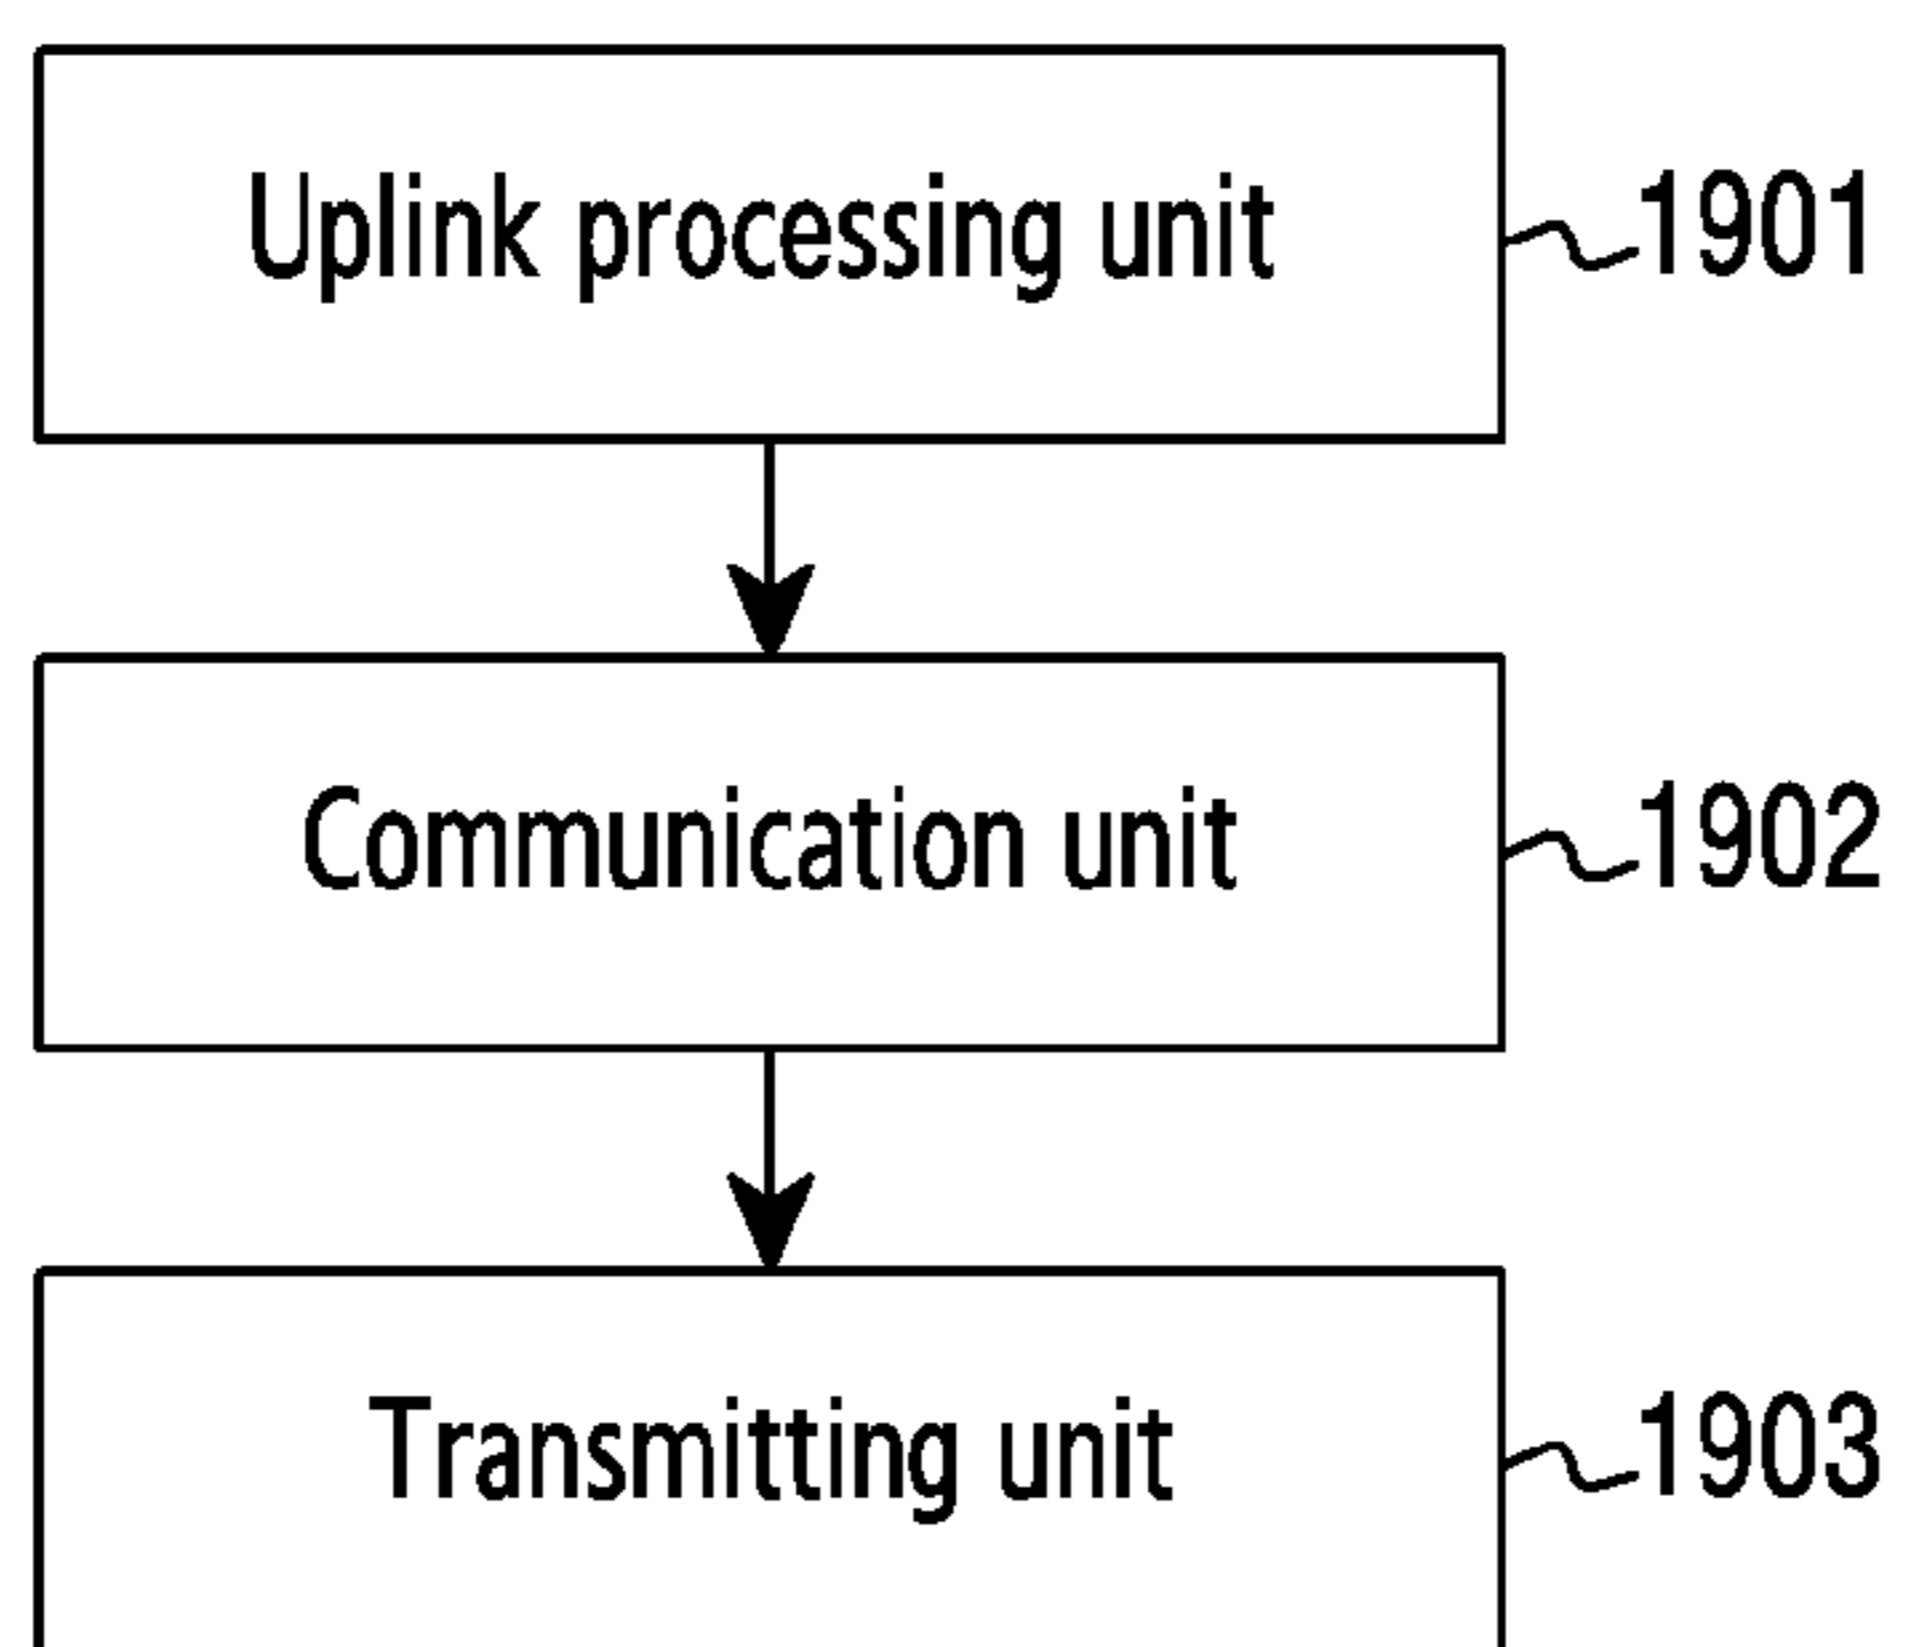 Uplink processing unit 1901
Communication unit 1902
Transmitting unit 1903